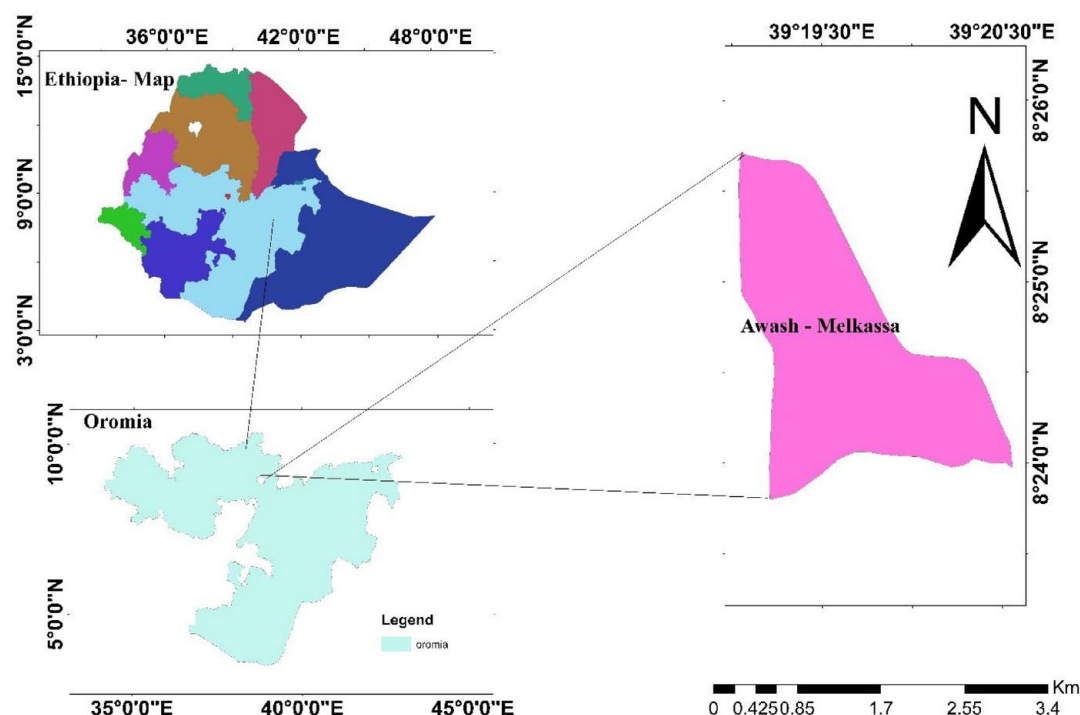 36°0'0"E 42°0'0"E 48°0'0"E
15°0'0"N
9°0'0"N
3°0'0"N
Ethiopia- Map
Oromia
10°0'0"N
5°0'0"N
Legend
oromia
35°0'0"E 40°0'0"E 45°0'0"E
39°19'30"E 39°20'30"E
8°26'0"N
8°25'0"N
8°24'0"N
N
Awash - Melkassa
Km
0 0.425 0.85 1.7 2.55 3.4